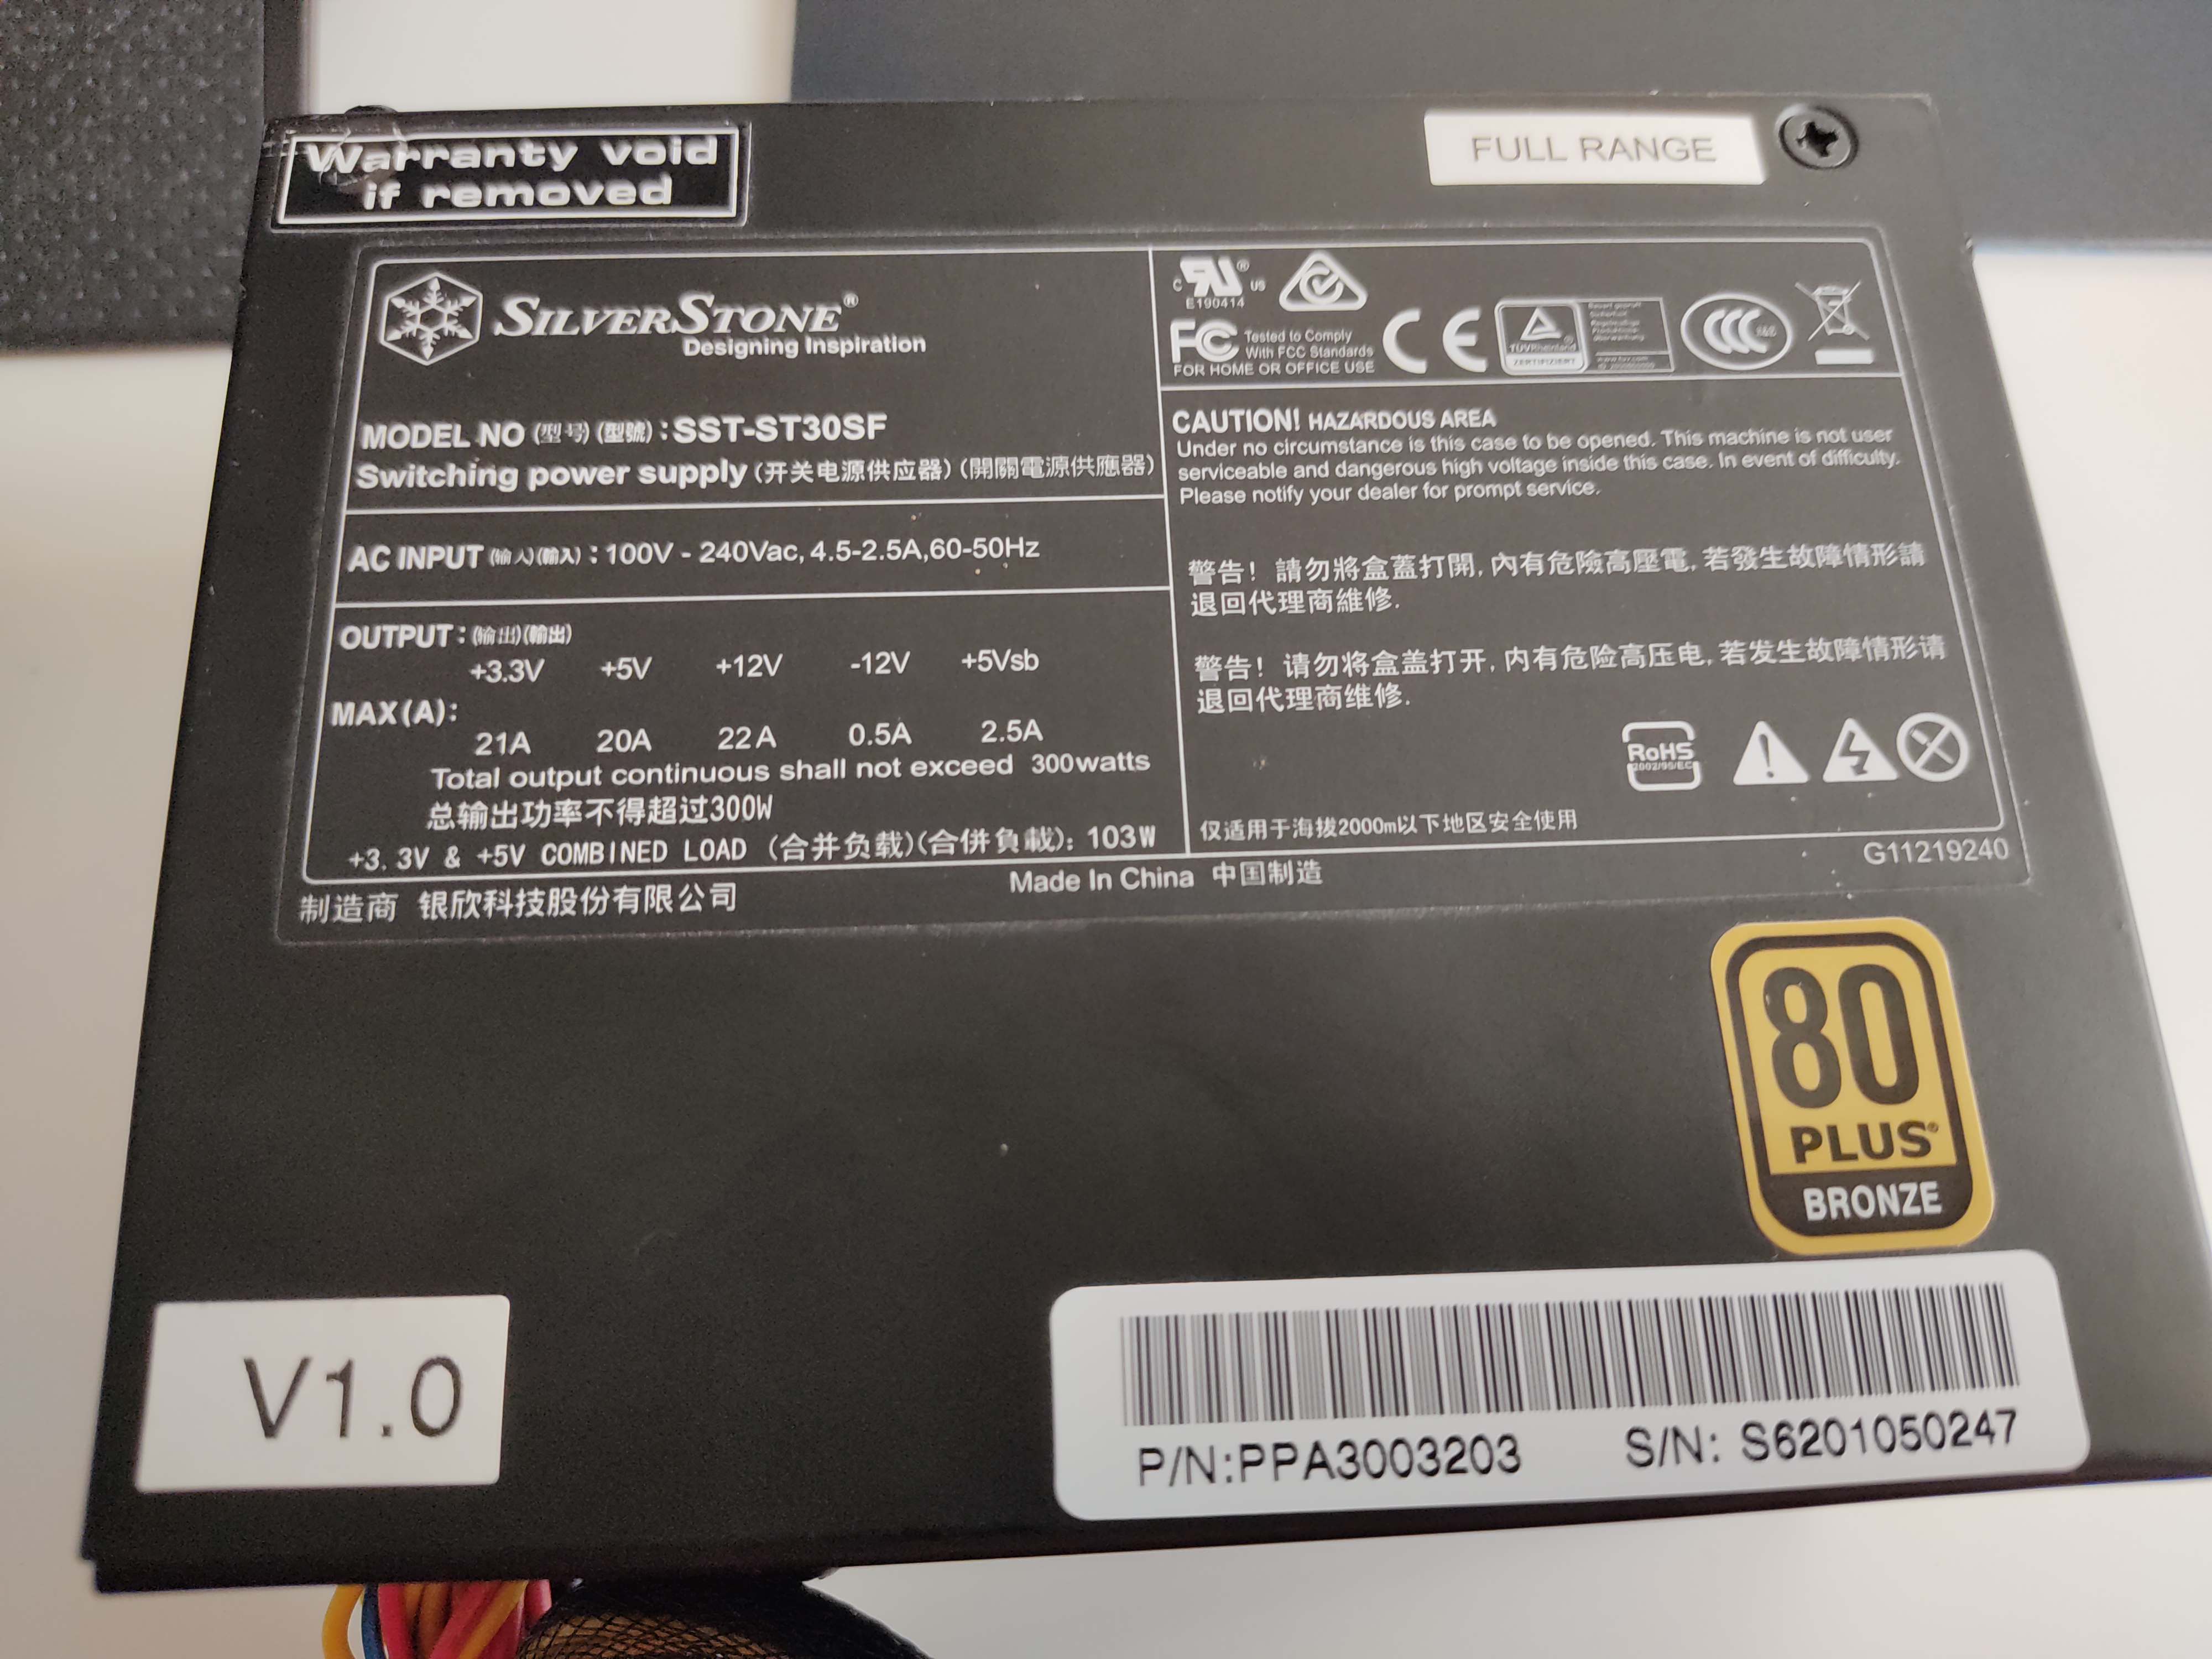 Warranty void
if removed
FULL RANGE
SILVERSTONE®
Designing Inspiration
MODEL NO (型号) (型號) : SST-ST30SF
Switching power supply (开关电源供应器) (開關電源供應器)
AC INPUT (输入)(輸入) : 100V - 240Vac, 4.5-2.5A,60-50Hz
OUTPUT : (输出)(輸出)
+3.3V +5V +12V -12V +5Vsb
MAX(A):
21A 20A 22A 0.5A 2.5A
Total output continuous shall not exceed 300watts
总输出功率不得超过300W
+3.3V & +5V COMBINED LOAD (合并负载)(合併負載): 103W
C US ®
E190414
FC Tested to Comply
With FCC Standards
FOR HOME OR OFFICE USE
CE
TÜVRheinland
ZERTIFIZIERT
CCC S&E
CAUTION! HAZARDOUS AREA
Under no circumstance is this case to be opened. This machine is not user
serviceable and dangerous high voltage inside this case. In event of difficulty.
Please notify your dealer for prompt service.
警告! 請勿將盒蓋打開, 內有危險高壓電, 若發生故障情形請
退回代理商維修.
警告! 请勿将盒盖打开, 内有危险高压电, 若发生故障情形请
退回代理商维修.
RoHS
2002/95/EC
仅适用于海拔2000m以下地区安全使用
G11219240
制造商 银欣科技股份有限公司
Made In China 中国制造
80
PLUS®
BRONZE
V1.0
P/N:PPA3003203 S/N: S6201050247